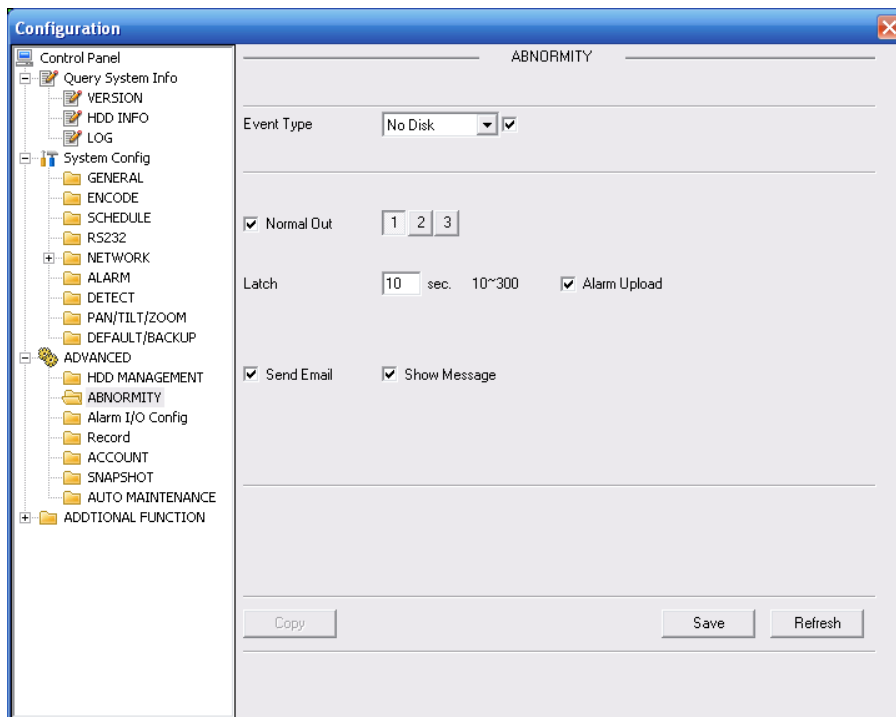 Configuration
Control Panel
Query System Info
VERSION
HDD INFO
LOG
System Config
GENERAL
ENCODE
SCHEDULE
RS232
NETWORK
ALARM
DETECT
PAN/TILT/ZOOM
DEFAULT/BACKUP
ADVANCED
HDD MANAGEMENT
ABNORMITY
Alarm I/O Config
Record
ACCOUNT
SNAPSHOT
AUTO MAINTENANCE
ADDTIONAL FUNCTION
ABNORMITY
Event Type No Disk
Normal Out 1 2 3
Latch 10 sec. 10~300 Alarm Upload
Send Email Show Message
Copy Save Refresh